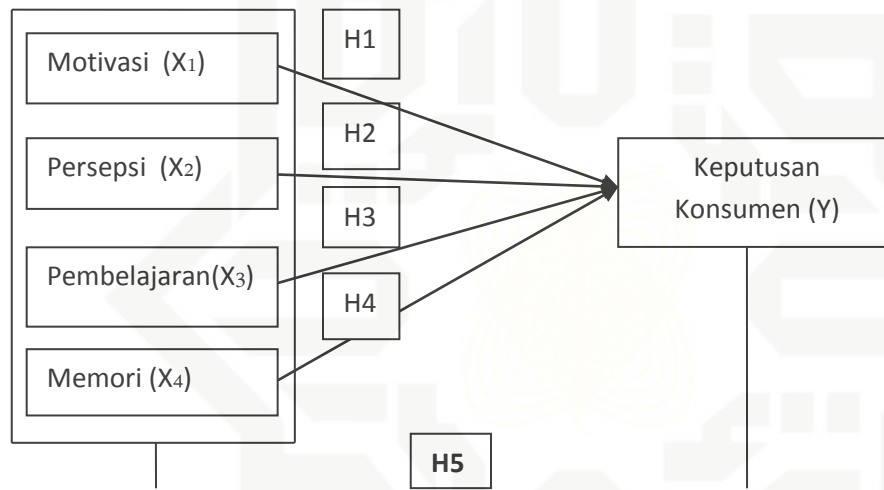 H1
Motivasi (X1)
H2
Persepsi (X2)
Keputusan
Konsumen (Y)
H3
Pembelajaran(X3)
H4
Memori (X4)
H5